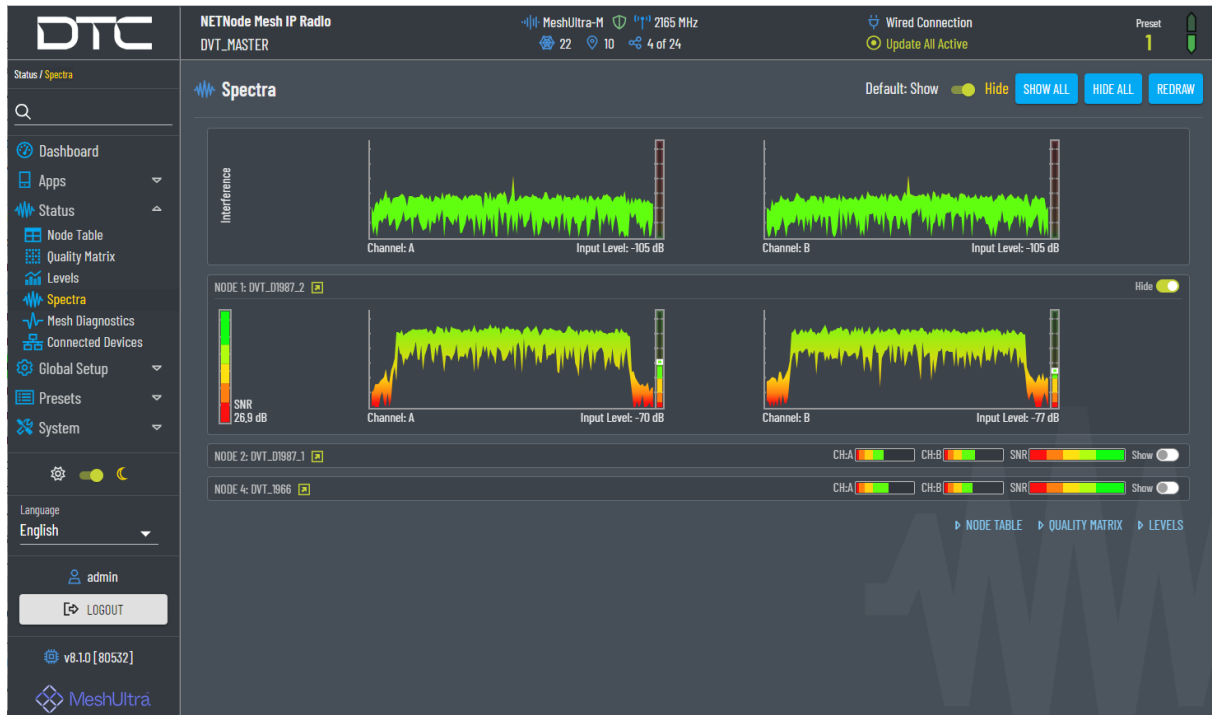 DTC
NETNode Mesh IP Radio
DVT_MASTER
MeshUltra-M 2165 MHz
22 10 4 of 24
Wired Connection
Update All Active
Preset
1
Status / Spectra
Dashboard
Apps
Status
Node Table
Quality Matrix
Levels
Spectra
Mesh Diagnostics
Connected Devices
Global Setup
Presets
System
Language
English
admin
LOGOUT
v8.1.0 [80532]
MeshUltra
Spectra
Default: Show Hide SHOW ALL HIDE ALL REDRAW
Interference
Channel: A Input Level: -105 dB
Channel: B Input Level: -105 dB
NODE 1: DVT_D1987_2 Hide
SNR
26,9 dB
Channel: A Input Level: -70 dB
Channel: B Input Level: -77 dB
NODE 2: DVT_D1987_1 CH:A CH:B SNR Show
NODE 4: DVT_1966 CH:A CH:B SNR Show
NODE TABLE QUALITY MATRIX LEVELS